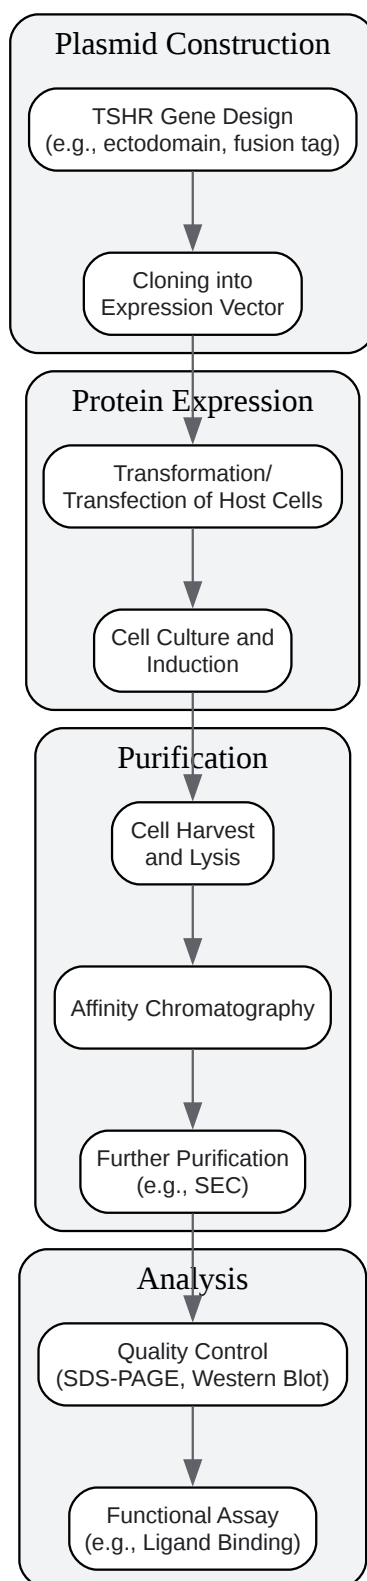 Plasmid Construction
TSHR Gene Design
(e.g., ectodomain, fusion tag)
Cloning into
Expression Vector
Protein Expression
Transformation/
Transfection of Host Cells
Cell Culture and
Induction
Purification
Cell Harvest
and Lysis
Affinity Chromatography
Further Purification
(e.g., SEC)
Analysis
Quality Control
(SDS-PAGE, Western Blot)
Functional Assay
(e.g., Ligand Binding)